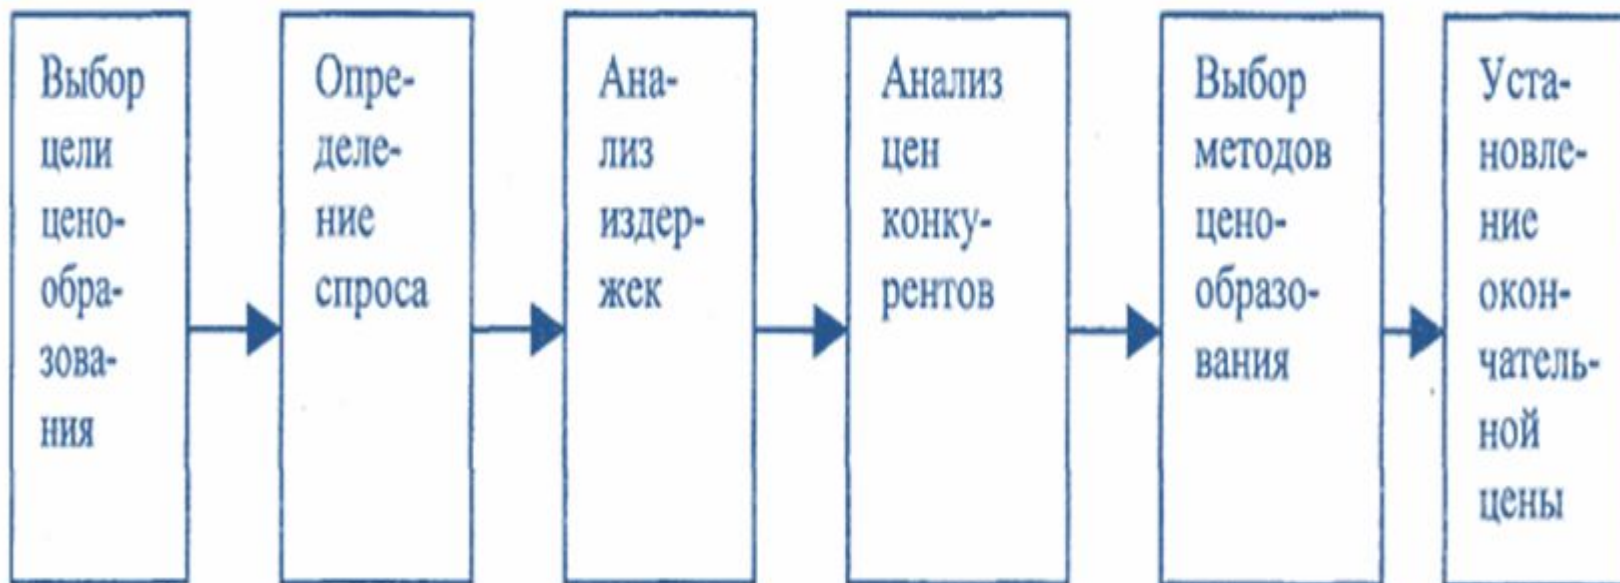 Выбор
цели
цено-
обра-
зова-
ния
Опре-
деле-
ние
спроса
Ана-
лиз
издер-
жек
Анализ
цен
конку-
рентов
Выбор
методов
цено-
образо-
вания
Уста-
новле-
ние
окон-
чатель-
ной
цены